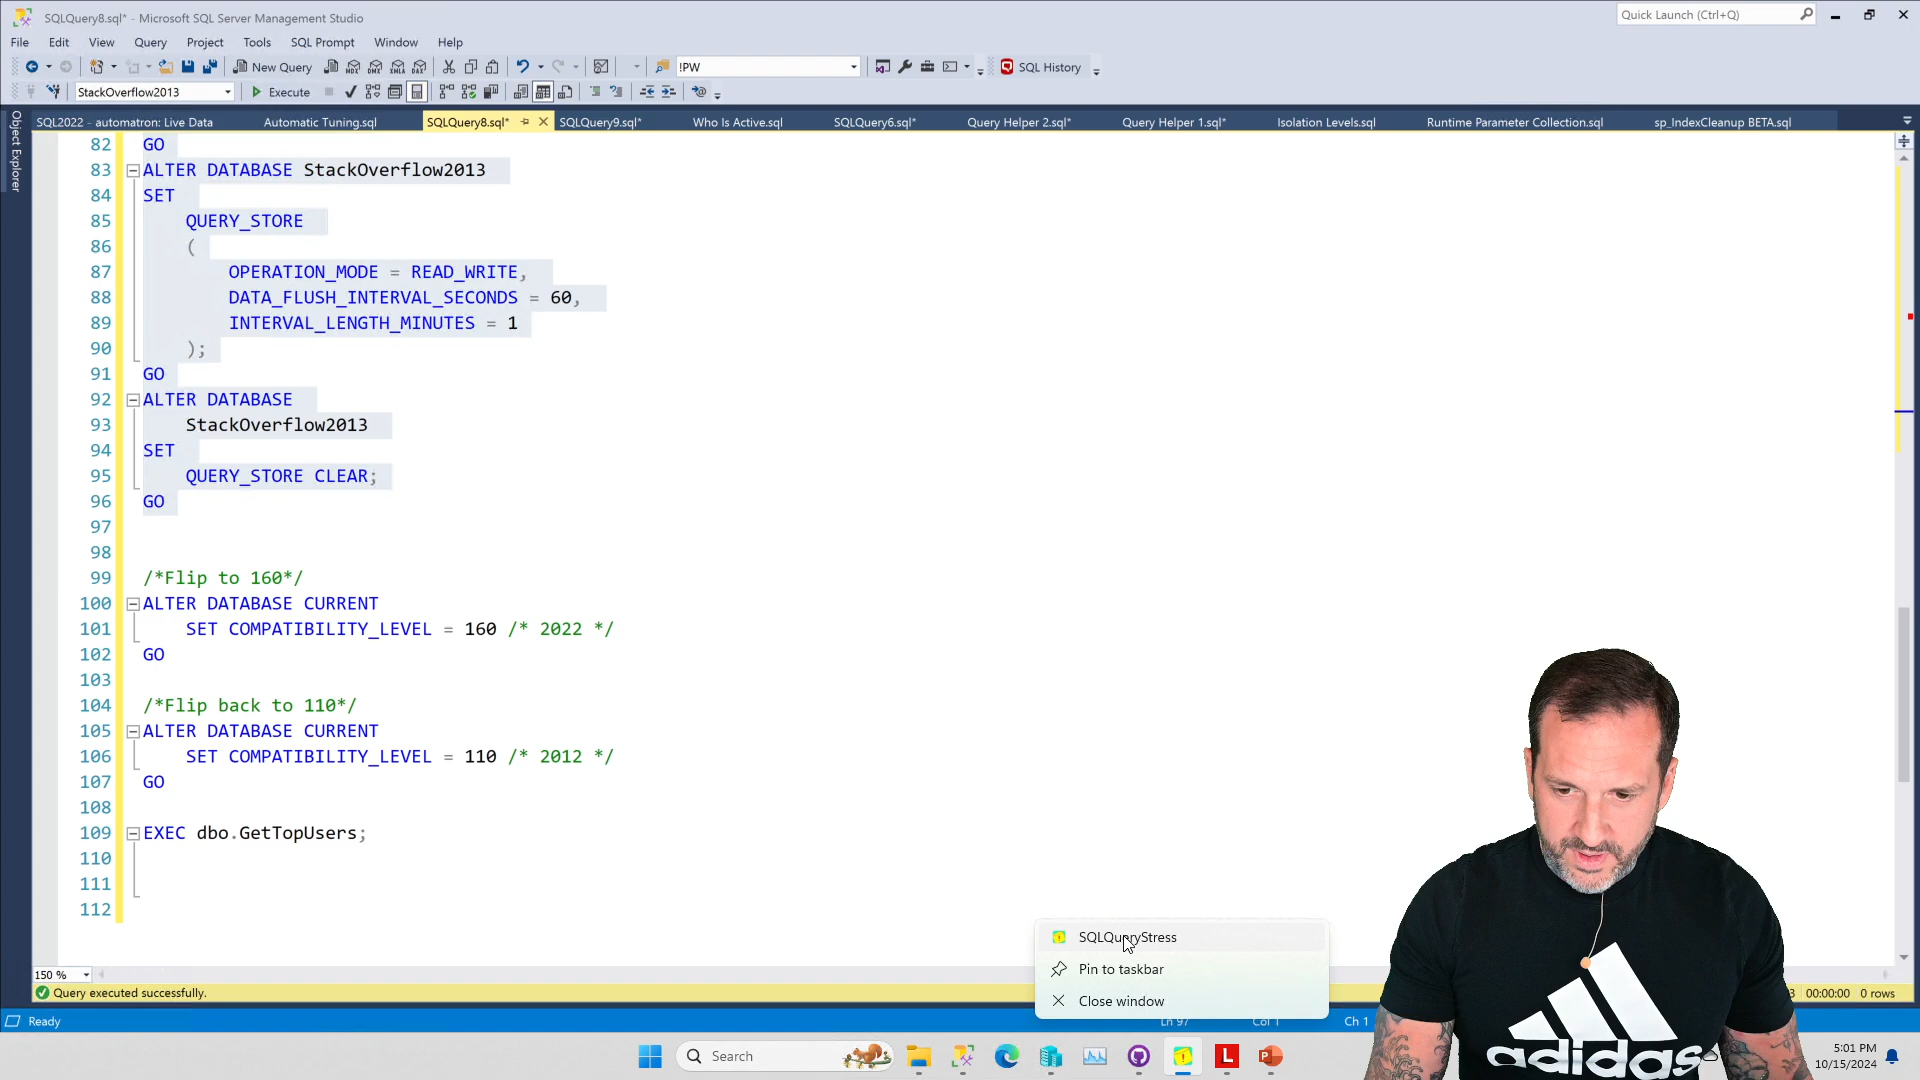 SQLQuery8.sql* - Microsoft SQL Server Management Studio
Quick Launch (Ctrl+Q)
File Edit View Query Project Tools SQL Prompt Window Help
New Query MDX DMX XMLA DAX !PW SQL History
StackOverflow2013 Execute
SQL2022 - automatron: Live Data Automatic Tuning.sql SQLQuery8.sql* SQLQuery9.sql* Who Is Active.sql SQLQuery6.sql* Query Helper 2.sql* Query Helper 1.sql* Isolation Levels.sql Runtime Parameter Collection.sql sp_IndexCleanup BETA.sql
Object Explorer
82 GO
83 ALTER DATABASE StackOverflow2013
84 SET
85 QUERY_STORE
86 (
87 OPERATION_MODE = READ_WRITE,
88 DATA_FLUSH_INTERVAL_SECONDS = 60,
89 INTERVAL_LENGTH_MINUTES = 1
90 );
91 GO
92 ALTER DATABASE
93 StackOverflow2013
94 SET
95 QUERY_STORE CLEAR;
96 GO
97
98
99 /*Flip to 160*/
100 ALTER DATABASE CURRENT
101 SET COMPATIBILITY_LEVEL = 160 /* 2022 */
102 GO
103
104 /*Flip back to 110*/
105 ALTER DATABASE CURRENT
106 SET COMPATIBILITY_LEVEL = 110 /* 2012 */
107 GO
108
109 EXEC dbo.GetTopUsers;
110
111
112
SQLQueryStress
Pin to taskbar
Close window
150 %
Query executed successfully. 00:00:00 0 rows
Ready Ln 97 Col 1 Ch 1
adidas
Search
L
5:01 PM
10/15/2024